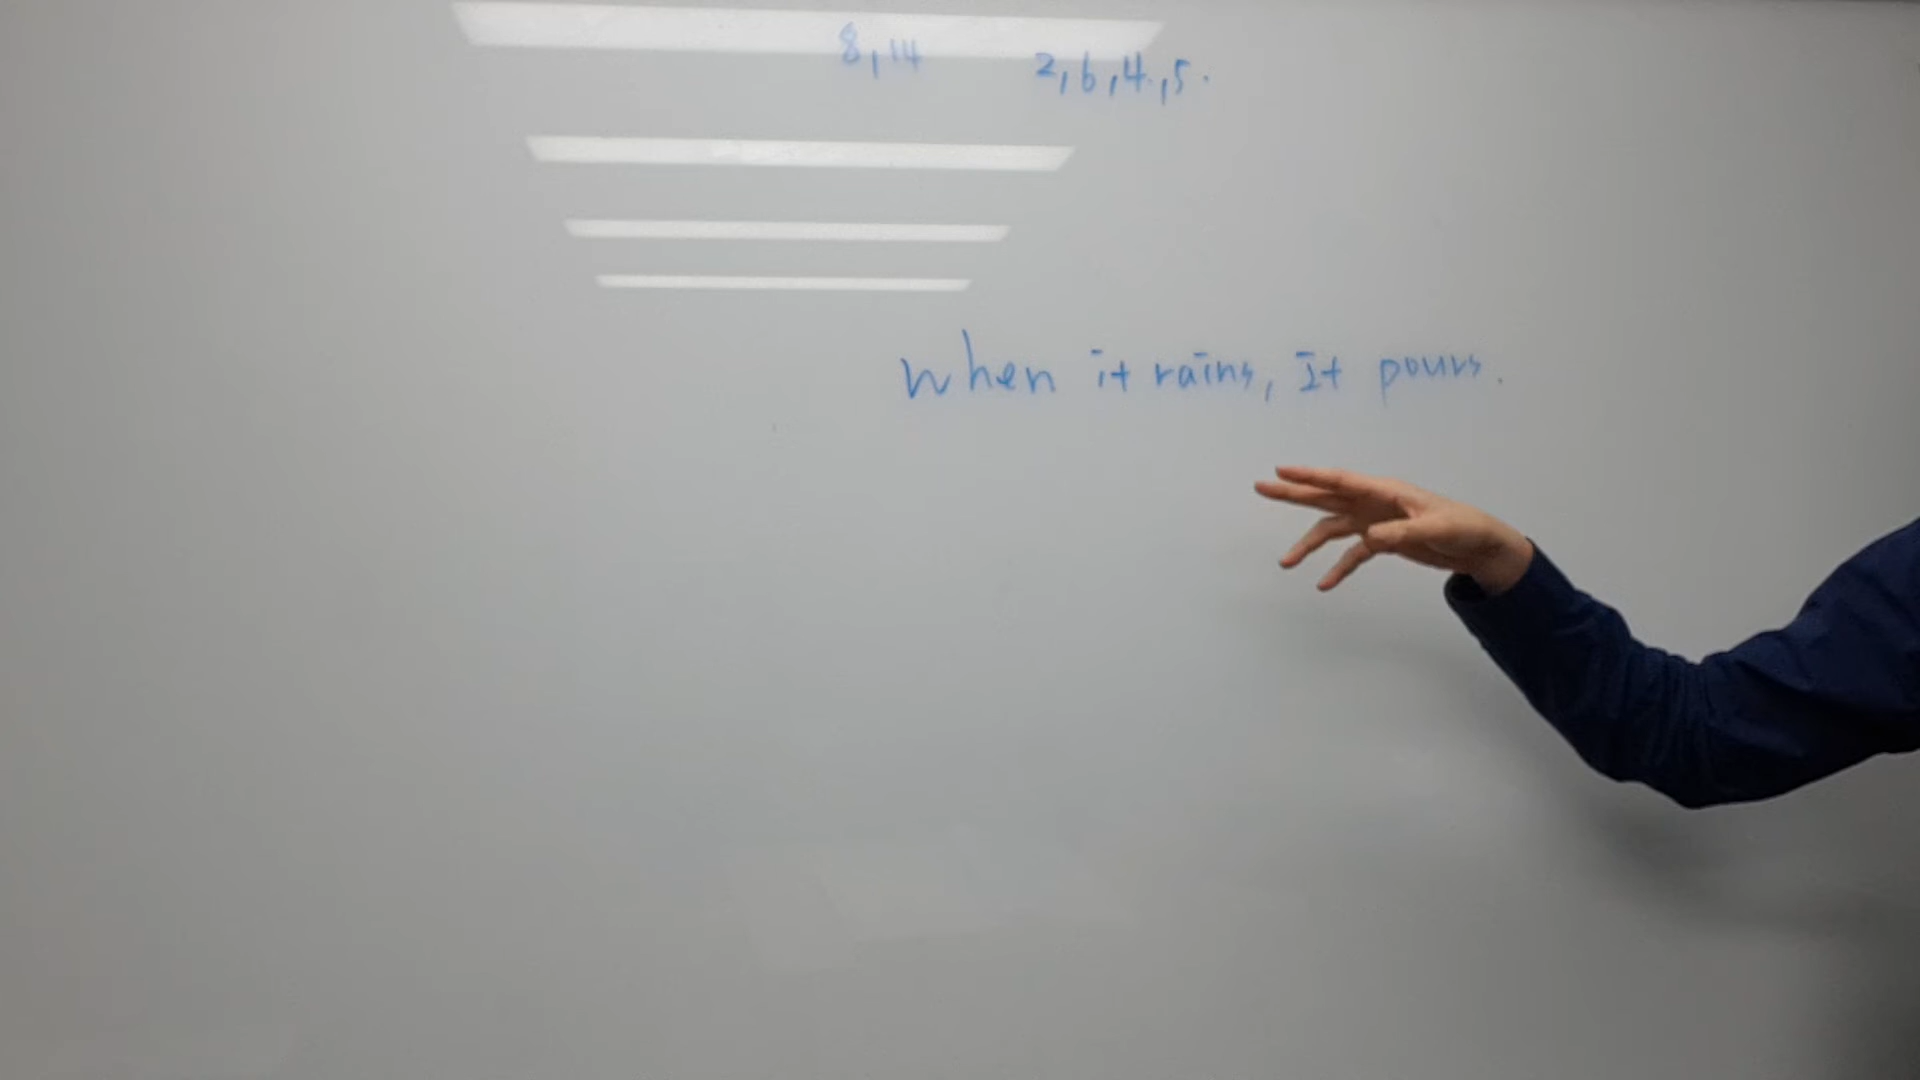 8, 14 2, 6, 4, 5.
When it rains, It pours.